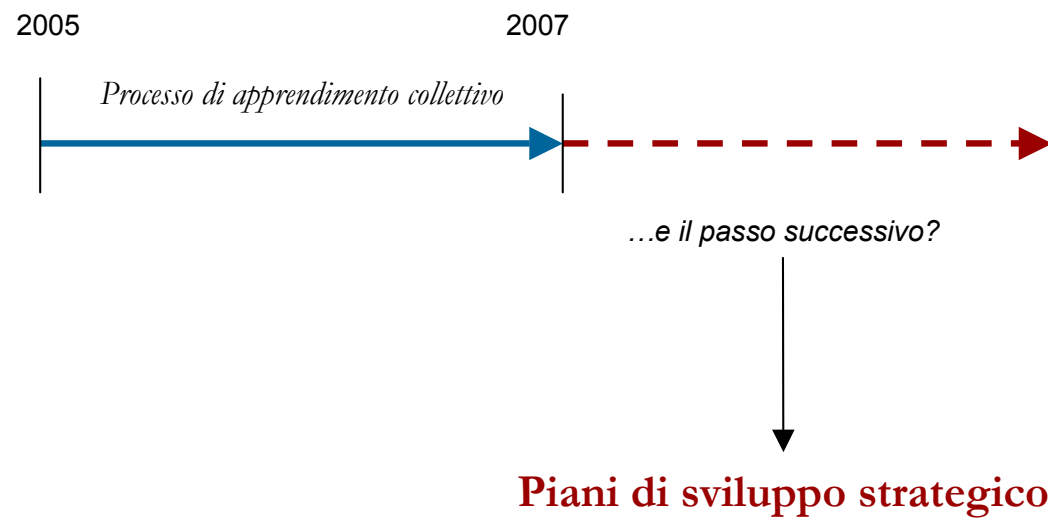 2005
2007
Processo di apprendimento collettivo
…e il passo successivo?
Piani di sviluppo strategico